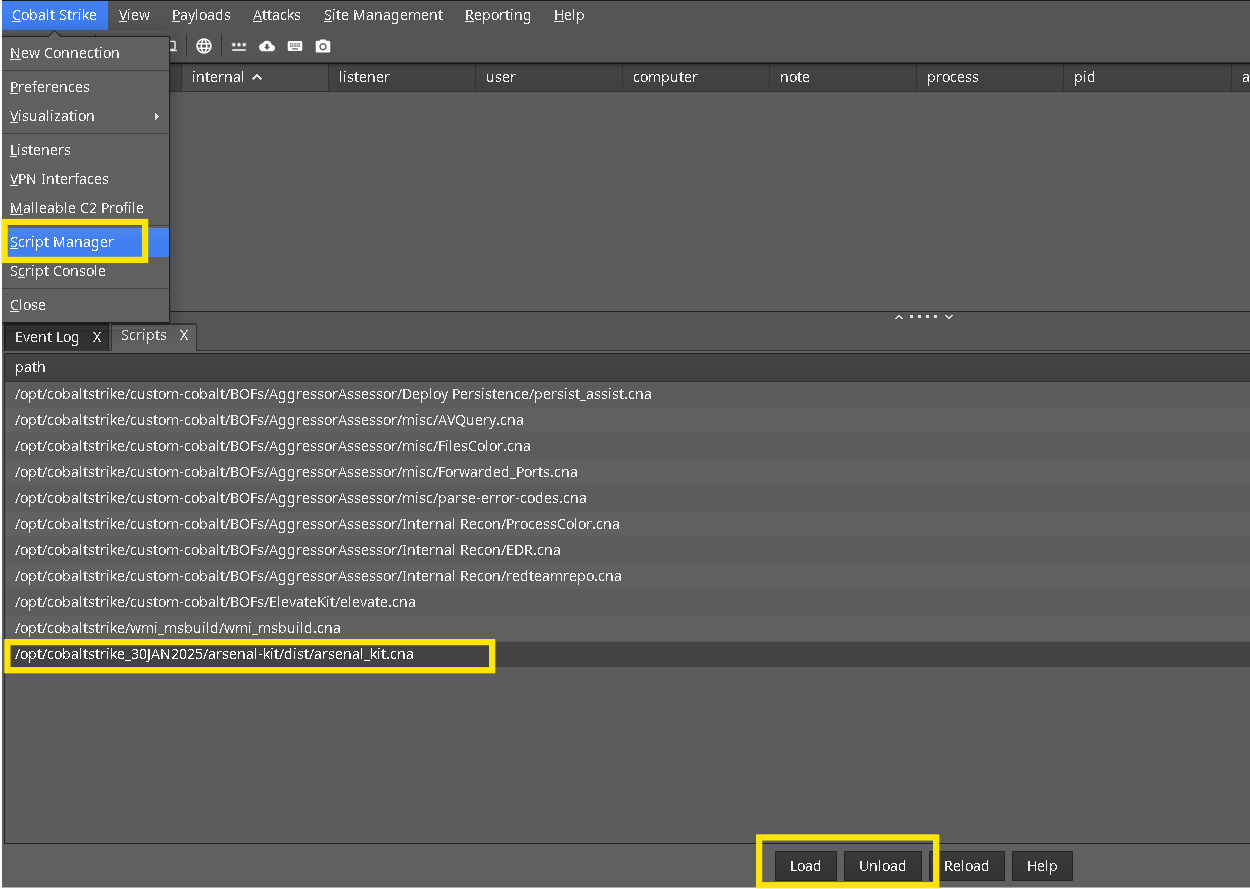 Cobalt Strike View Payloads Attacks Site Management Reporting Help
New Connection
internal listener user computer note process pid a
Preferences
Visualization
Listeners
VPN Interfaces
Malleable C2 Profile
Script Manager
Script Console
Close
Event Log X Scripts X
path
/opt/cobaltstrike/custom-cobalt/BOFs/AggressorAssessor/Deploy Persistence/persist_assist.cna
/opt/cobaltstrike/custom-cobalt/BOFs/AggressorAssessor/misc/AVQuery.cna
/opt/cobaltstrike/custom-cobalt/BOFs/AggressorAssessor/misc/FilesColor.cna
/opt/cobaltstrike/custom-cobalt/BOFs/AggressorAssessor/misc/Forwarded_Ports.cna
/opt/cobaltstrike/custom-cobalt/BOFs/AggressorAssessor/misc/parse-error-codes.cna
/opt/cobaltstrike/custom-cobalt/BOFs/AggressorAssessor/Internal Recon/ProcessColor.cna
/opt/cobaltstrike/custom-cobalt/BOFs/AggressorAssessor/Internal Recon/EDR.cna
/opt/cobaltstrike/custom-cobalt/BOFs/AggressorAssessor/Internal Recon/redteamrepo.cna
/opt/cobaltstrike/custom-cobalt/BOFs/ElevateKit/elevate.cna
/opt/cobaltstrike/wmi_msbuild/wmi_msbuild.cna
/opt/cobaltstrike_30JAN2025/arsenal-kit/dist/arsenal_kit.cna
Load Unload Reload Help